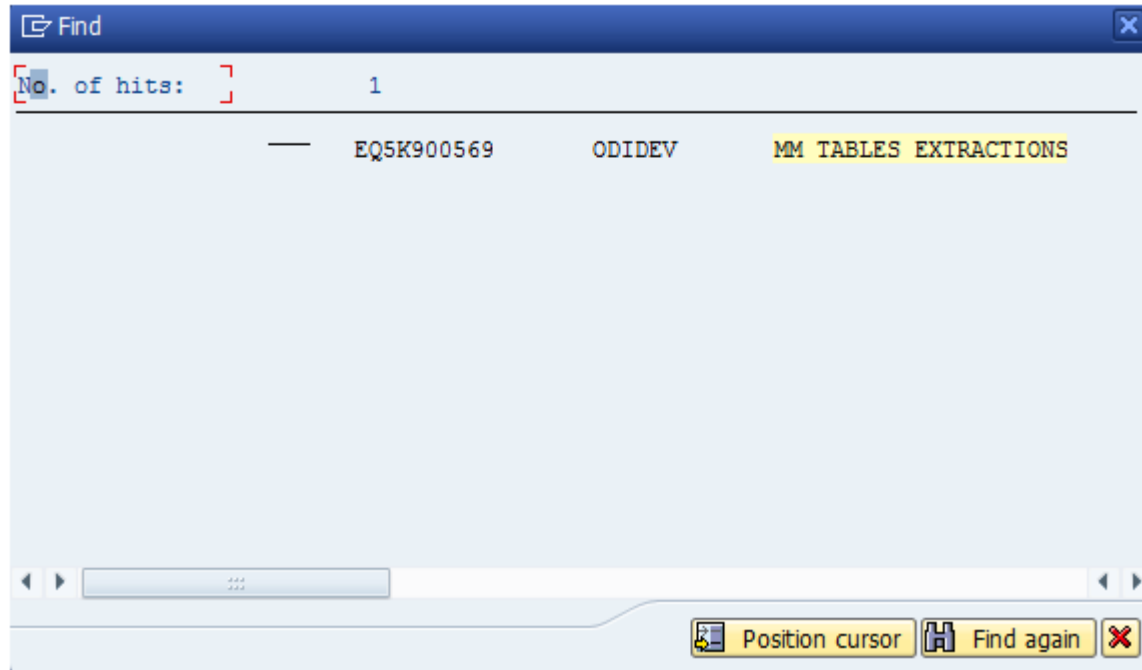 Find
No. of hits: 1
EQ5K900569 ODIDEV MM TABLES EXTRACTIONS
Position cursor Find again